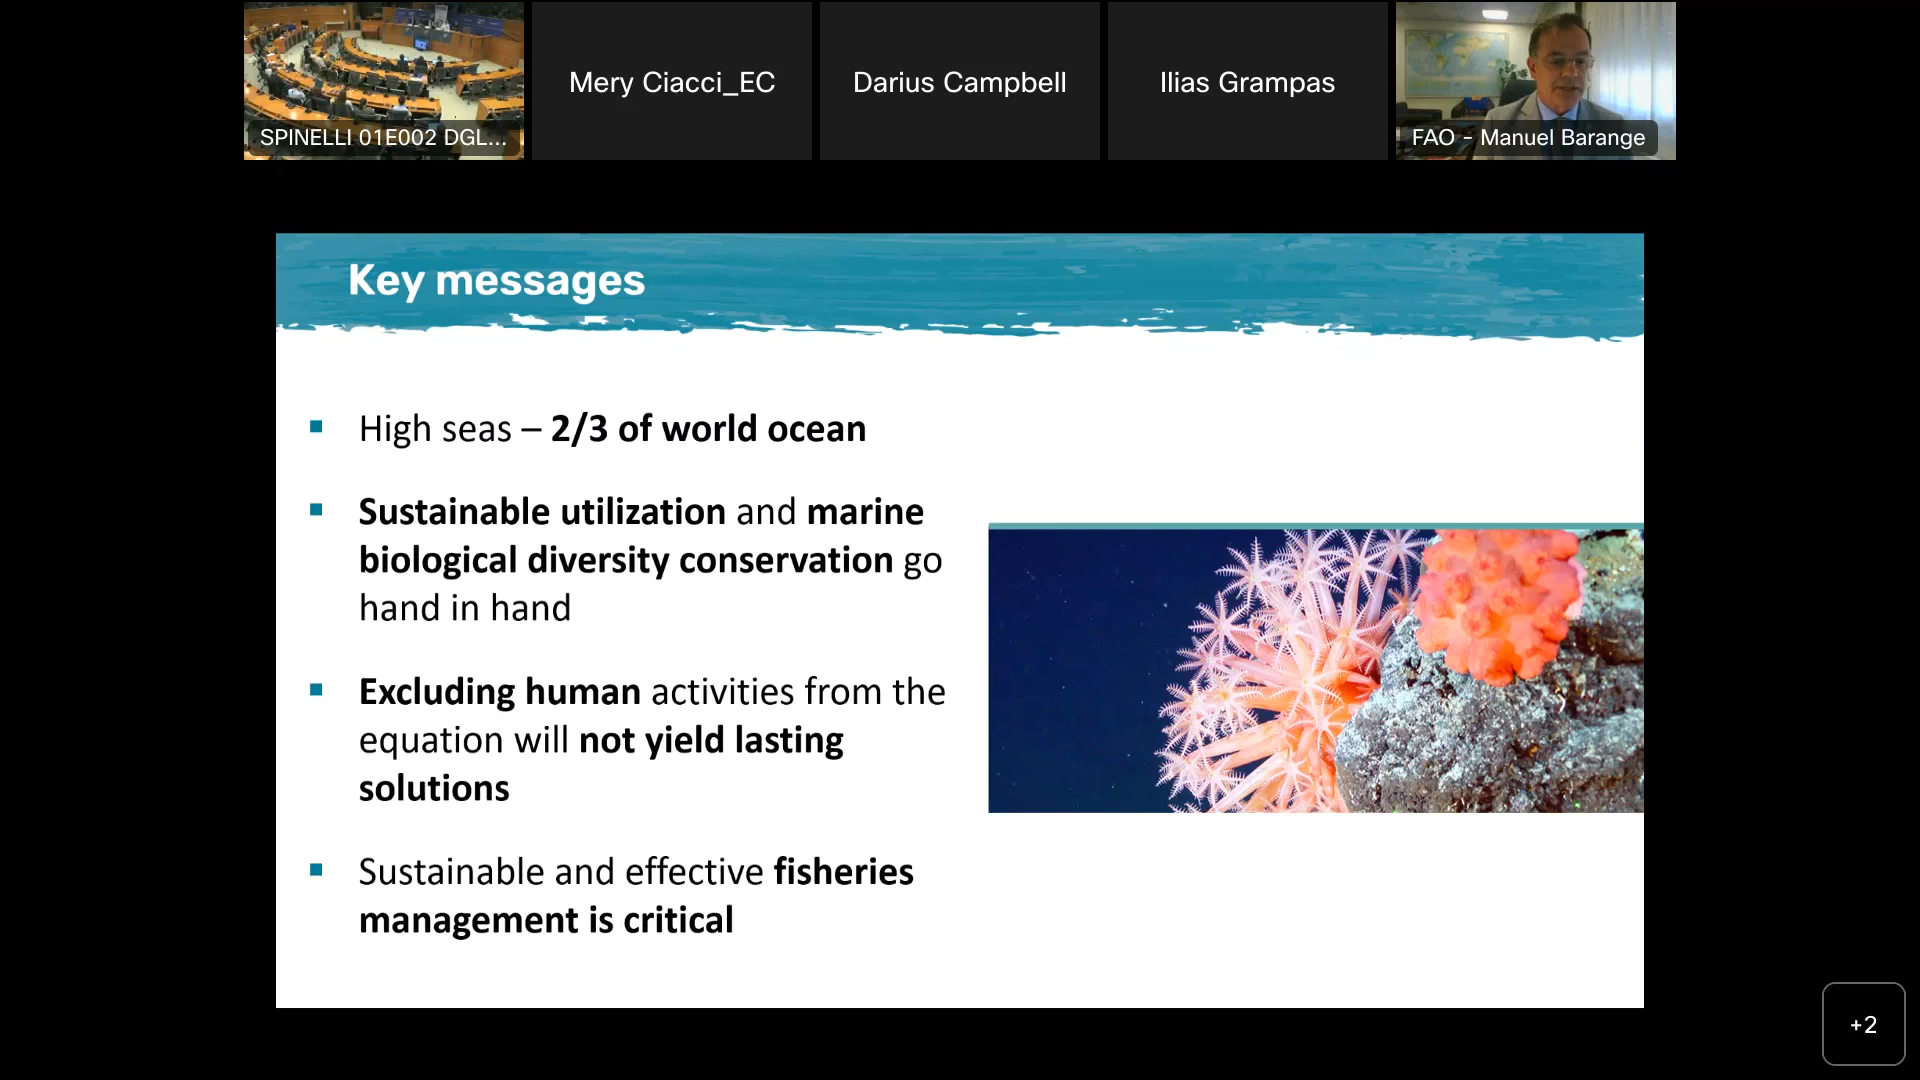 SPINELLI 01E002 DGL...
Mery Ciacci_EC
Darius Campbell
Ilias Grampas
FAO - Manuel Barange
Key messages
High seas – 2/3 of world ocean
Sustainable utilization and marine
biological diversity conservation go
hand in hand
Excluding human activities from the
equation will not yield lasting
solutions
Sustainable and effective fisheries
management is critical
+2